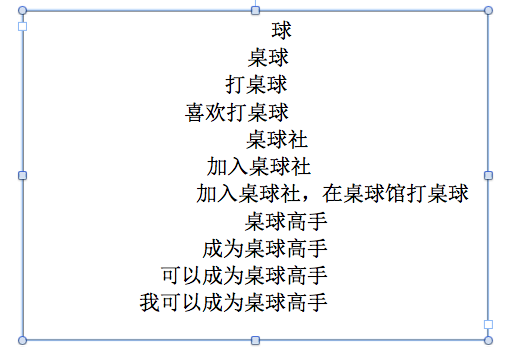 球
桌球
打桌球
喜欢打桌球
桌球社
加入桌球社
加入桌球社，在桌球馆打桌球
桌球高手
成为桌球高手
可以成为桌球高手
我可以成为桌球高手